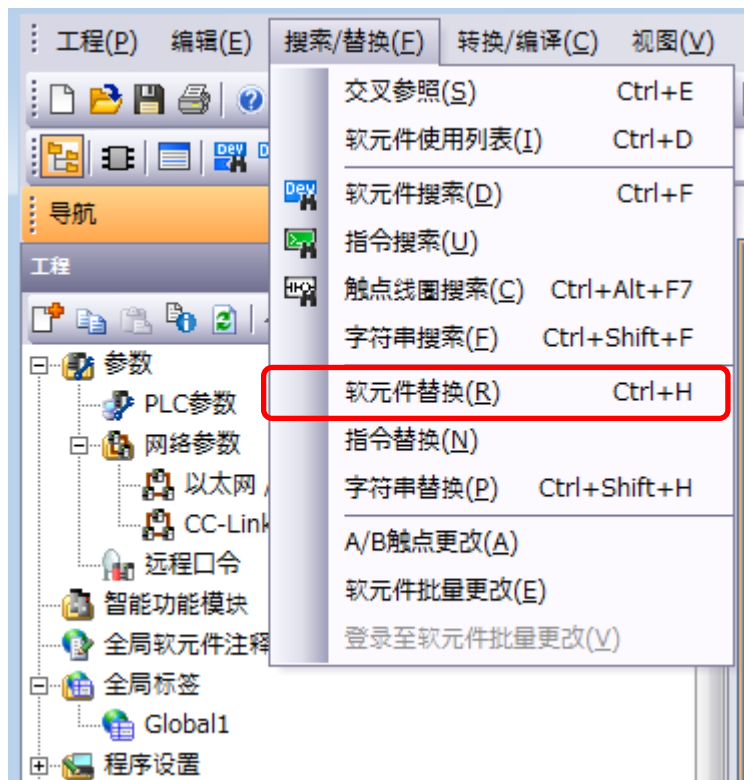 工程(P) 编辑(E) 搜索/替换(F) 转换/编译(C) 视图(V)
交叉参照(S) Ctrl+E
软元件使用列表(I) Ctrl+D
Dev 软元件搜索(D) Ctrl+F
指令搜索(U)
触点线圈搜索(C) Ctrl+Alt+F7
字符串搜索(F) Ctrl+Shift+F
软元件替换(R) Ctrl+H
指令替换(N)
字符串替换(P) Ctrl+Shift+H
A/B触点更改(A)
软元件批量更改(E)
登录至软元件批量更改(V)
Dev
导航
工程
参数
PLC参数
网络参数
以太网 /
CC-Link
远程口令
智能功能模块
全局软元件注释
全局标签
Global1
程序设置